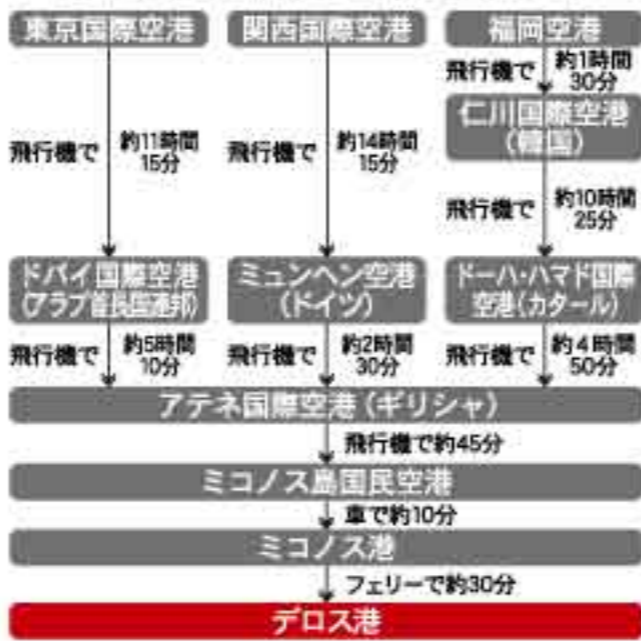 東京国際空港
飛行機で
約11時間
15分
ドバイ国際空港
(アラブ首長国連邦)
飛行機で
約5時間
10分
関西国際空港
飛行機で
約14時間
15分
ミュンヘン空港
(ドイツ)
飛行機で
約2時間
30分
福岡空港
飛行機で
約1時間
30分
仁川国際空港
(韓国)
飛行機で
約10時間
25分
ドーハ・ハマド国際
空港(カタール)
飛行機で
約4時間
50分
アテネ国際空港(ギリシャ)
飛行機で約45分
ミコノス島国民空港
車で約10分
ミコノス港
フェリーで約30分
デロス港